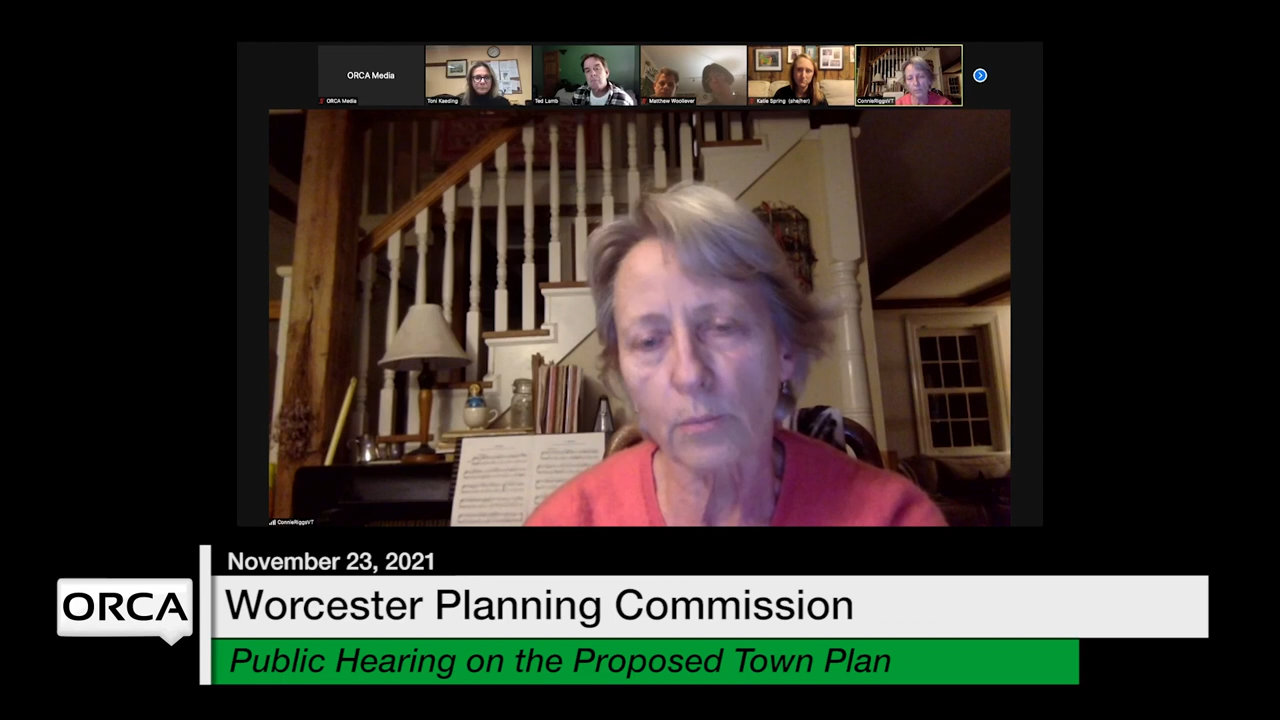 ORCA Media
ORCA Media
Toni Kaeding
Ted Lamb
Matthew Woollever
Katie Spring (she/her)
ConnieRiggsVT
ConnieRiggsVT
November 23, 2021
ORCA
Worcester Planning Commission
Public Hearing on the Proposed Town Plan